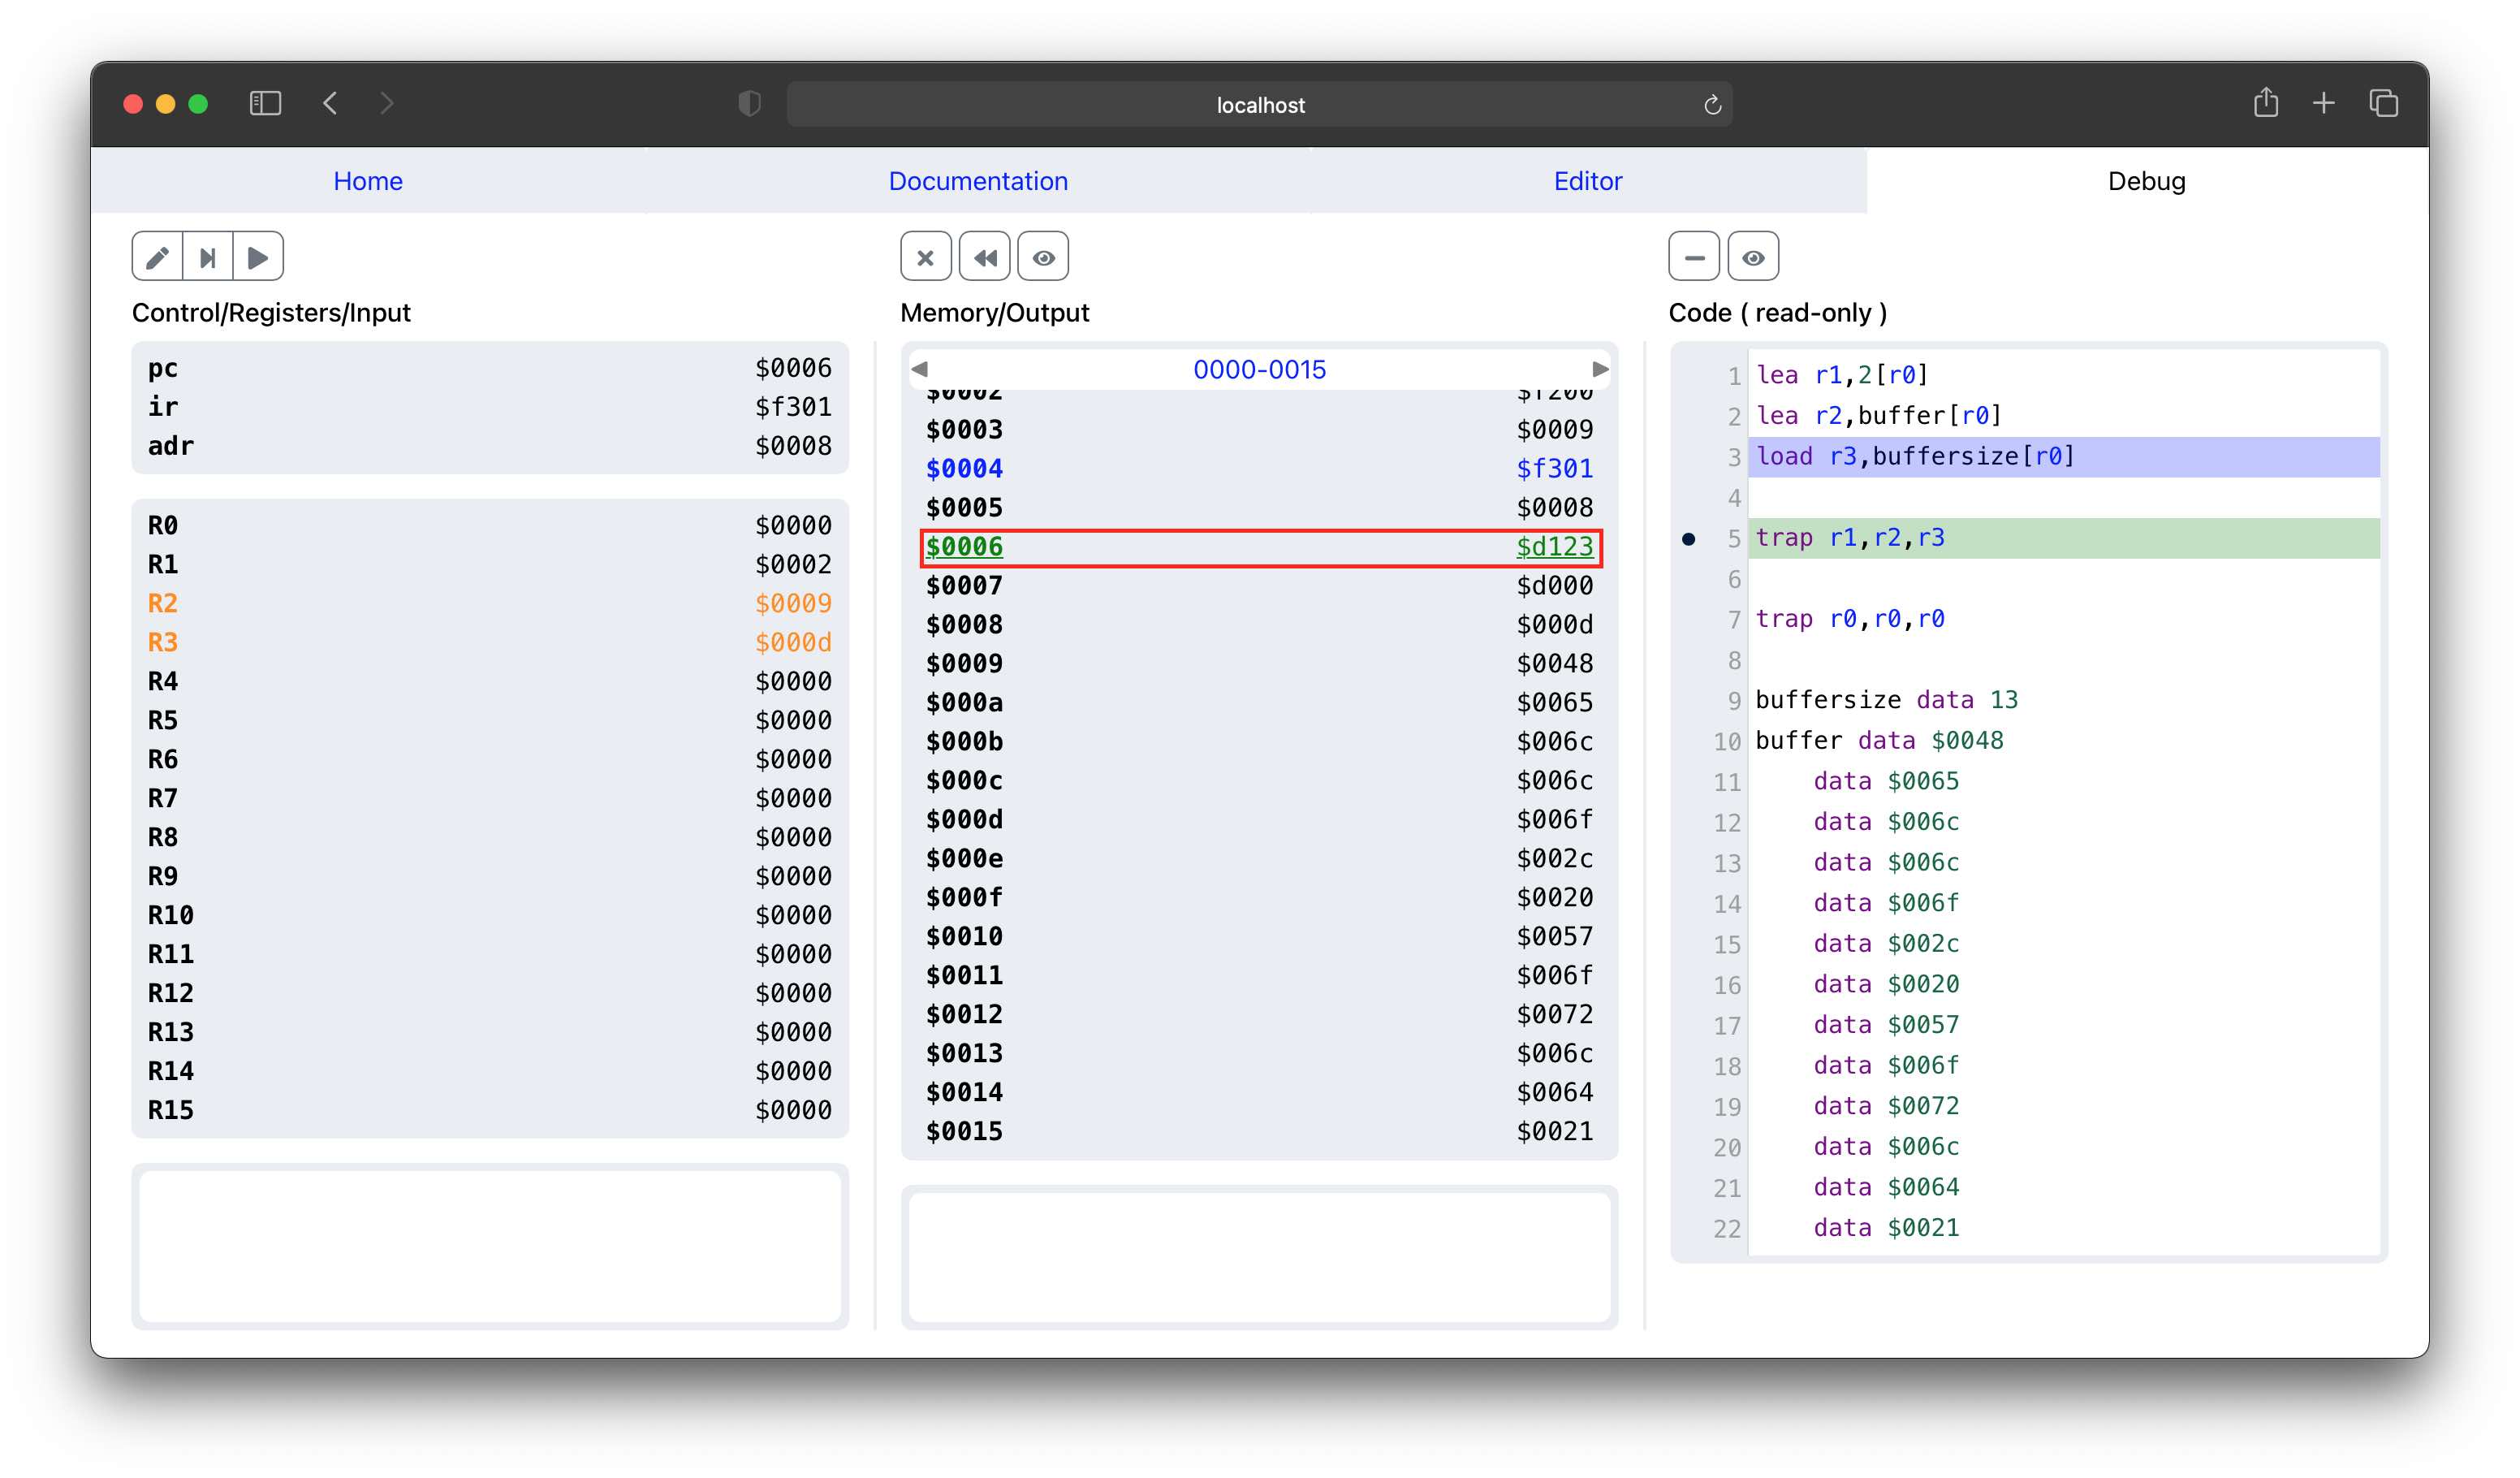 localhost
Home
Documentation
Editor
Debug
Control/Registers/Input
pc $0006
ir $f301
adr $0008
R0 $0000
R1 $0002
R2 $0009
R3 $000d
R4 $0000
R5 $0000
R6 $0000
R7 $0000
R8 $0000
R9 $0000
R10 $0000
R11 $0000
R12 $0000
R13 $0000
R14 $0000
R15 $0000
Memory/Output
0000-0015
$0002 $f200
$0003 $0009
$0004 $f301
$0005 $0008
$0006 $d123
$0007 $d000
$0008 $000d
$0009 $0048
$000a $0065
$000b $006c
$000c $006c
$000d $006f
$000e $002c
$000f $0020
$0010 $0057
$0011 $006f
$0012 $0072
$0013 $006c
$0014 $0064
$0015 $0021
Code ( read-only )
1 lea r1,2[r0]
2 lea r2,buffer[r0]
3 load r3,buffersize[r0]
4
5 trap r1,r2,r3
6
7 trap r0,r0,r0
8
9 buffersize data 13
10 buffer data $0048
11 data $0065
12 data $006c
13 data $006c
14 data $006f
15 data $002c
16 data $0020
17 data $0057
18 data $006f
19 data $0072
20 data $006c
21 data $0064
22 data $0021